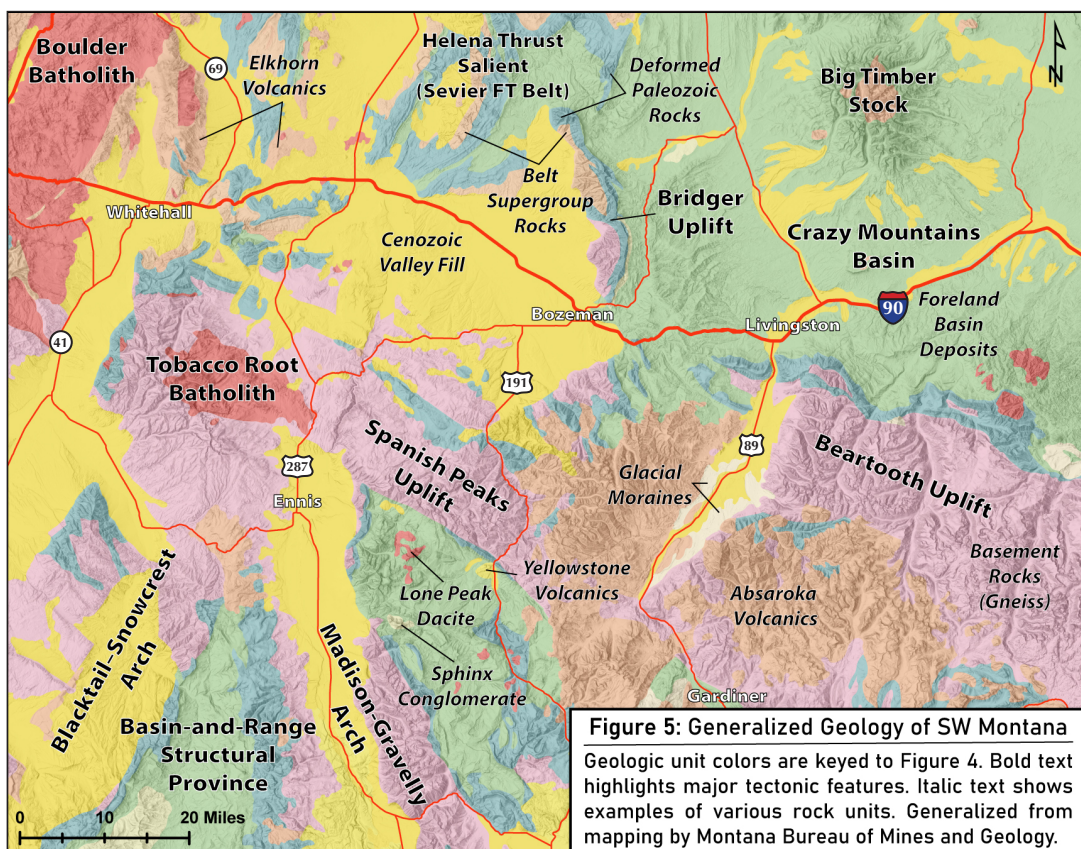 Boulder
Batholith
69
Elkhorn
Volcanics
Helena Thrust
Salient
(Sevier FT Belt)
Deformed
Paleozoic
Rocks
Big Timber
Stock
N
Belt
Supergroup
Rocks
Bridger
Uplift
Whitehall
Cenozoic
Valley Fill
Crazy Mountains
Basin
Bozeman
Livingston
90
Foreland
Basin
Deposits
41
Tobacco Root
Batholith
191
Spanish Peaks
Uplift
89
Glacial
Moraines
Beartooth Uplift
287
Ennis
Basement
Rocks
(Gneiss)
Yellowstone
Volcanics
Lone Peak
Dacite
Absaroka
Volcanics
Blacktail-Snowcrest
Arch
Madison-Gravelly
Arch
Sphinx
Conglomerate
Gardiner
Basin-and-Range
Structural
Province
0 10 20 Miles
Figure 5: Generalized Geology of SW Montana
Geologic unit colors are keyed to Figure 4. Bold text
highlights major tectonic features. Italic text shows
examples of various rock units. Generalized from
mapping by Montana Bureau of Mines and Geology.